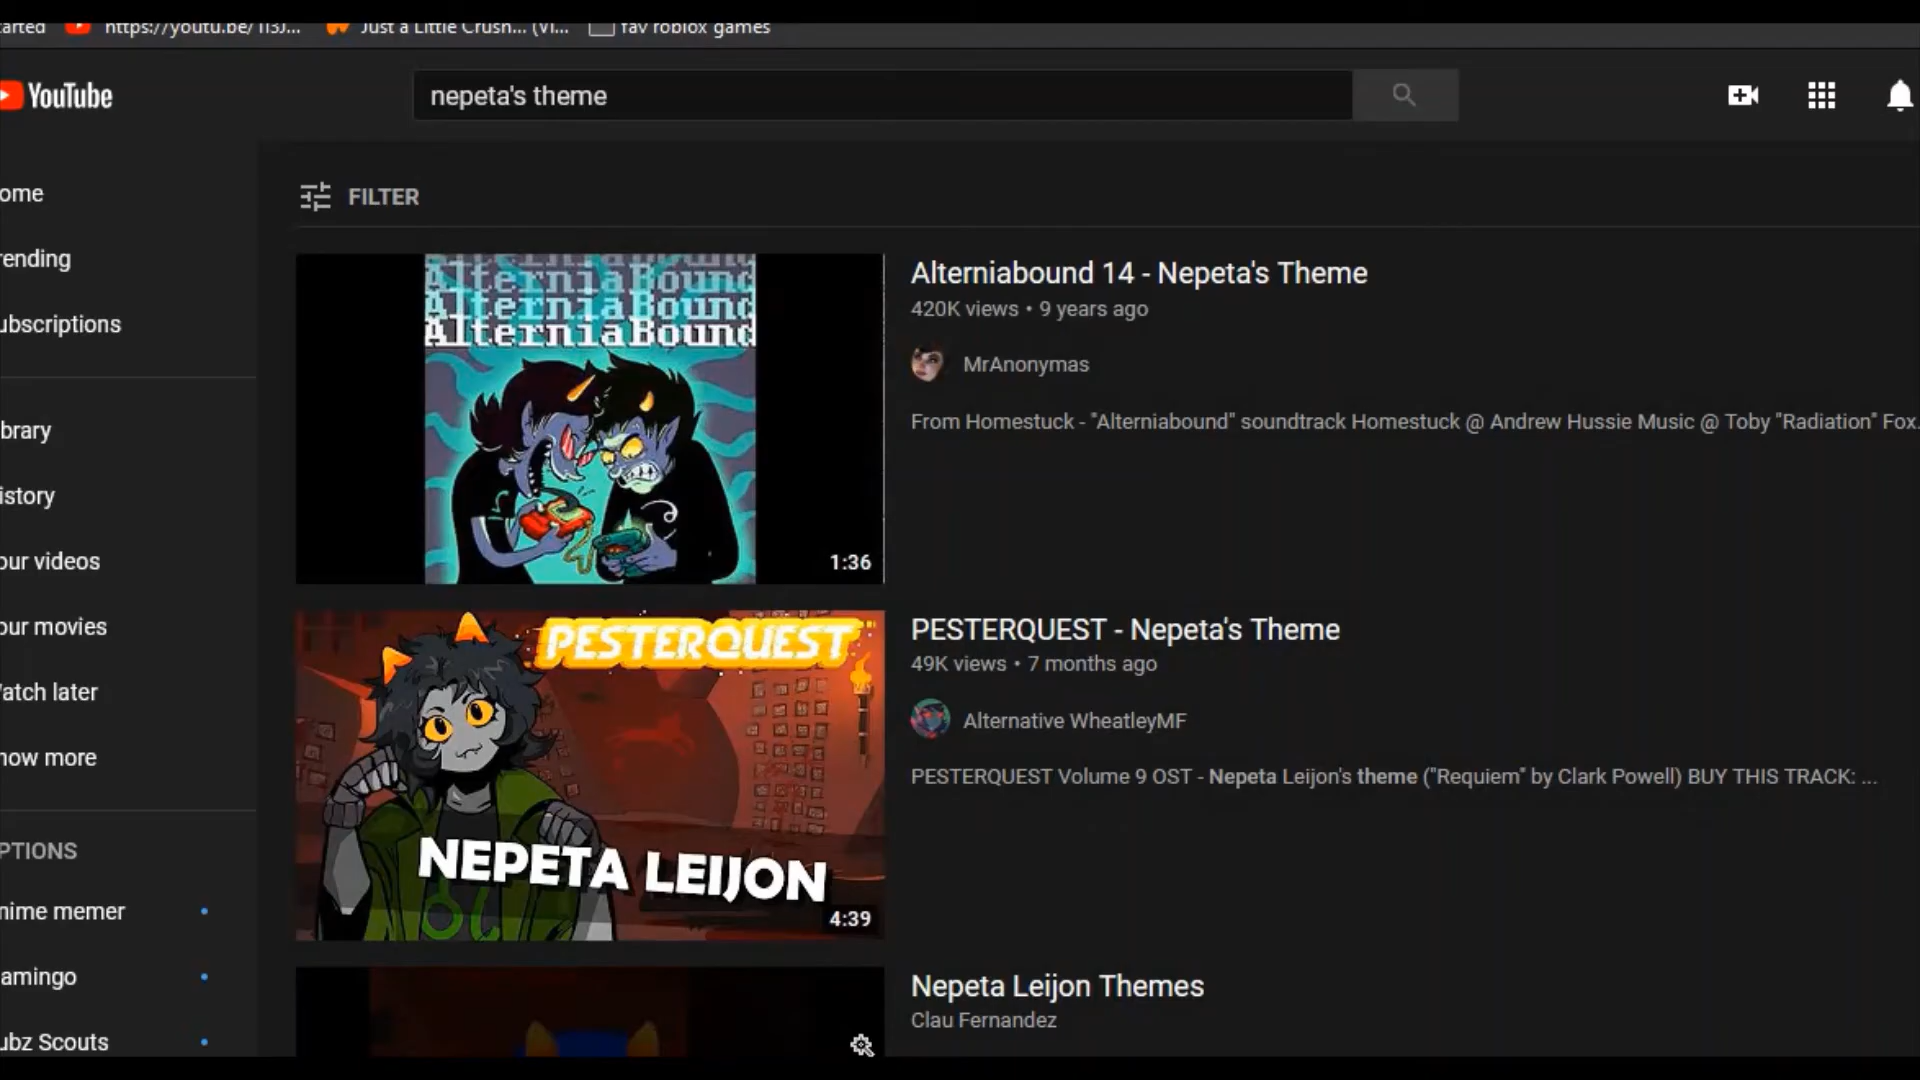 arted https://youtu.be/ Just a Little Crush... (VI... fav roblox games
YouTube nepeta's theme
FILTER
ome
rending
ubscriptions
brary
istory
our videos
our movies
atch later
how more
PTIONS
nime memer
amingo
ubz Scouts
AlterniaBound
AlterniaBound
AlterniaBound
1:36
Alterniabound 14 - Nepeta's Theme
420K views • 9 years ago
MrAnonymas
From Homestuck - "Alterniabound" soundtrack Homestuck @ Andrew Hussie Music @ Toby "Radiation" Fox.
PESTERQUEST
NEPETA LEIJON
4:39
PESTERQUEST - Nepeta's Theme
49K views • 7 months ago
Alternative WheatleyMF
PESTERQUEST Volume 9 OST - Nepeta Leijon's theme ("Requiem" by Clark Powell) BUY THIS TRACK: ...
Nepeta Leijon Themes
Clau Fernandez